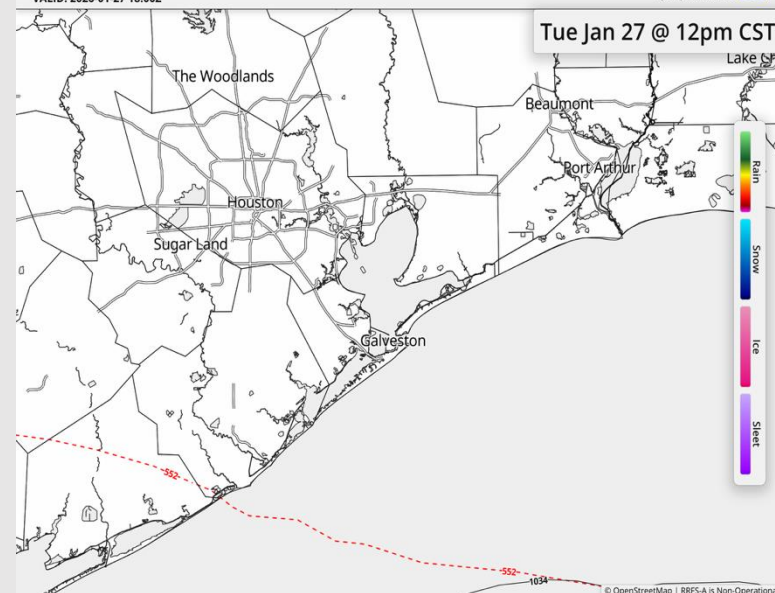 Tue Jan 27 @ 12pm CST
The Woodlands
Beaumont
Port Arthur
Houston
Sugar Land
Galveston
Rain
Snow
Ice
Sleet
552
552
1034
© OpenStreetMap | RRFS-A is Non-Operational